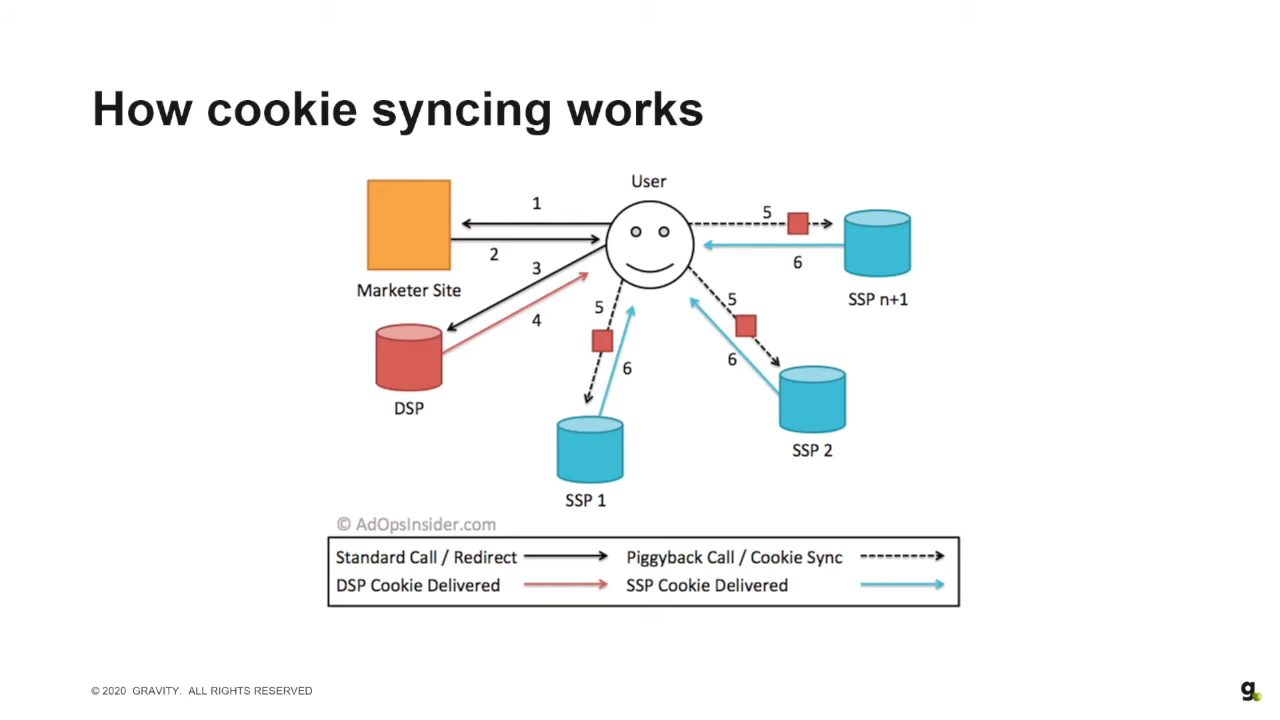 How cookie syncing works
User
1
2
3
4
5
6
5
6
5
6
Marketer Site
DSP
SSP 1
SSP 2
SSP n+1
© AdOpsInsider.com
Standard Call / Redirect
Piggyback Call / Cookie Sync
DSP Cookie Delivered
SSP Cookie Delivered
© 2020 GRAVITY. ALL RIGHTS RESERVED
g